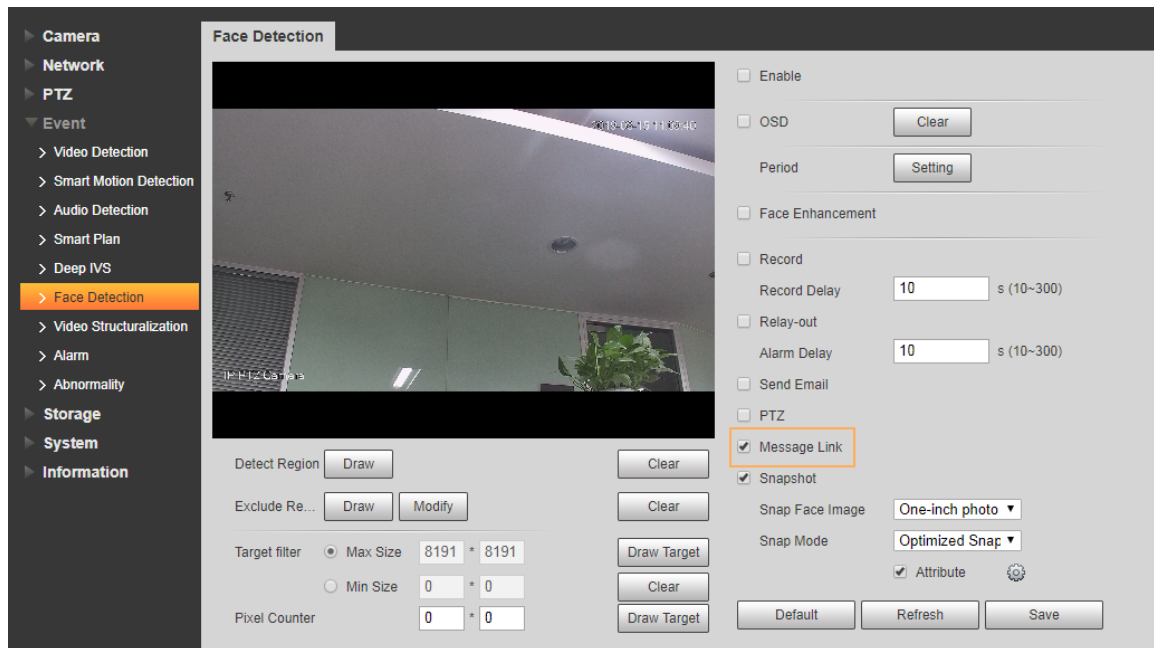 Camera
Network
PTZ
Event
Video Detection
Smart Motion Detection
Audio Detection
Smart Plan
Deep IVS
Face Detection
Video Structuralization
Alarm
Abnormality
Storage
System
Information
Face Detection
IP PTZ Camera
Detect Region Draw Clear
Exclude Re... Draw Modify Clear
Target filter Max Size 8191 * 8191 Draw Target
Min Size 0 * 0 Clear
Pixel Counter 0 * 0 Draw Target
Enable
OSD Clear
Period Setting
Face Enhancement
Record
Record Delay 10 s (10~300)
Relay-out
Alarm Delay 10 s (10~300)
Send Email
PTZ
Message Link
Snapshot
Snap Face Image One-inch photo
Snap Mode Optimized Snap
Attribute
Default Refresh Save